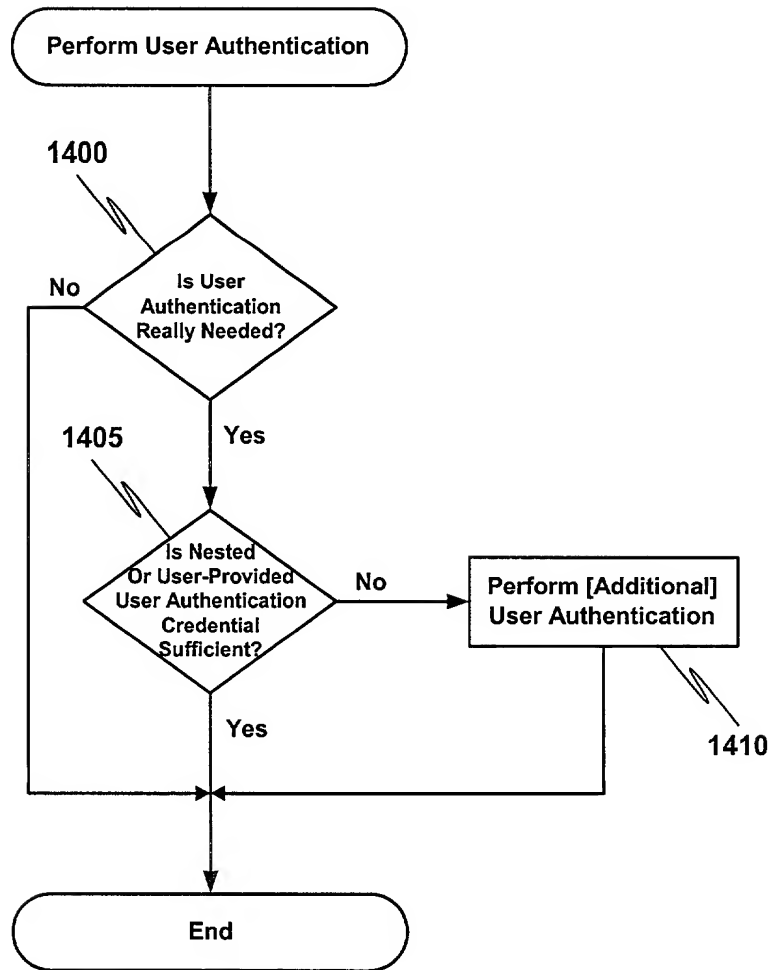 Perform User Authentication
1400
No
Is User
Authentication
Really Needed?
Yes
1405
Is Nested
Or User-Provided
User Authentication
Credential
Sufficient?
No
Perform [Additional]
User Authentication
Yes
1410
End